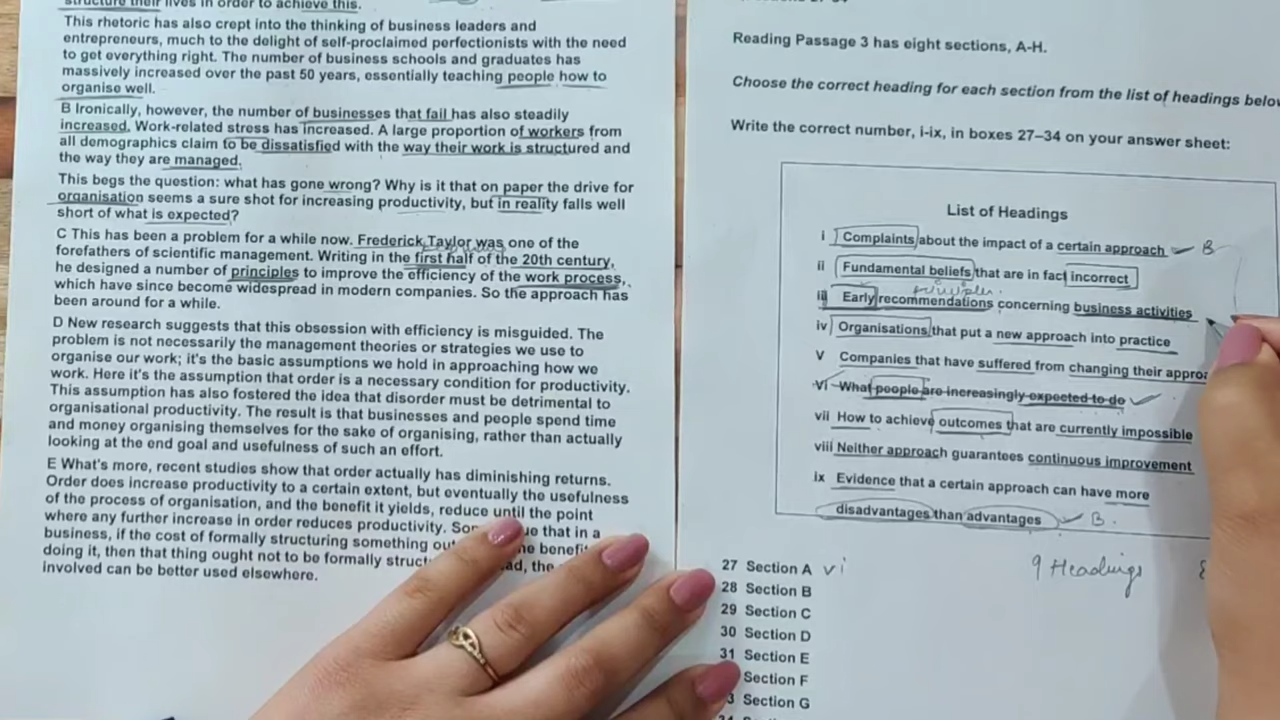 structure their lives in order to achieve this.
This rhetoric has also crept into the thinking of business leaders and
entrepreneurs, much to the delight of self-proclaimed perfectionists with the need
to get everything right. The number of business schools and graduates has
massively increased over the past 50 years, essentially teaching people how to
organise well.
B Ironically, however, the number of businesses that fail has also steadily
increased. Work-related stress has increased. A large proportion of workers from
all demographics claim to be dissatisfied with the way their work is structured and
the way they are managed.
This begs the question: what has gone wrong? Why is it that on paper the drive for
organisation seems a sure shot for increasing productivity, but in reality falls well
short of what is expected?
C This has been a problem for a while now. Frederick Taylor was one of the
forefathers of scientific management. Writing in the first half of the 20th century,
he designed a number of principles to improve the efficiency of the work process,
which have since become widespread in modern companies. So the approach has
been around for a while.
D New research suggests that this obsession with efficiency is misguided. The
problem is not necessarily the management theories or strategies we use to
organise our work; it's the basic assumptions we hold in approaching how we
work. Here it's the assumption that order is a necessary condition for productivity.
This assumption has also fostered the idea that disorder must be detrimental to
organisational productivity. The result is that businesses and people spend time
and money organising themselves for the sake of organising, rather than actually
looking at the end goal and usefulness of such an effort.
E What's more, recent studies show that order actually has diminishing returns.
Order does increase productivity to a certain extent, but eventually the usefulness
of the process of organisation, and the benefit it yields, reduce until the point
where any further increase in order reduces productivity. that in a
business, if the cost of formally structuring something
doing it, then that thing ought not to be formally the
involved can be better used elsewhere.
Reading Passage 3 has eight sections, A-H.
Choose the correct heading for each section from the list of headings
Write the correct number, i-ix, in boxes 27–34 on your answer sheet:
List of Headings
i Complaints about the impact of a certain approach B
ii Fundamental beliefs that are in fact incorrect
principles
iii Early recommendations concerning business activities
iv Organisations that put a new approach into practice
v Companies that have suffered from changing their
vi What people are increasingly expected to do
vii How to achieve outcomes that are currently impossible
viii Neither approach guarantees continuous improvement
ix Evidence that a certain approach can have more
disadvantages than advantages B.
9 Headings
27 Section A vi
28 Section B
29 Section C
30 Section D
31 Section E
Section F
3 Section G